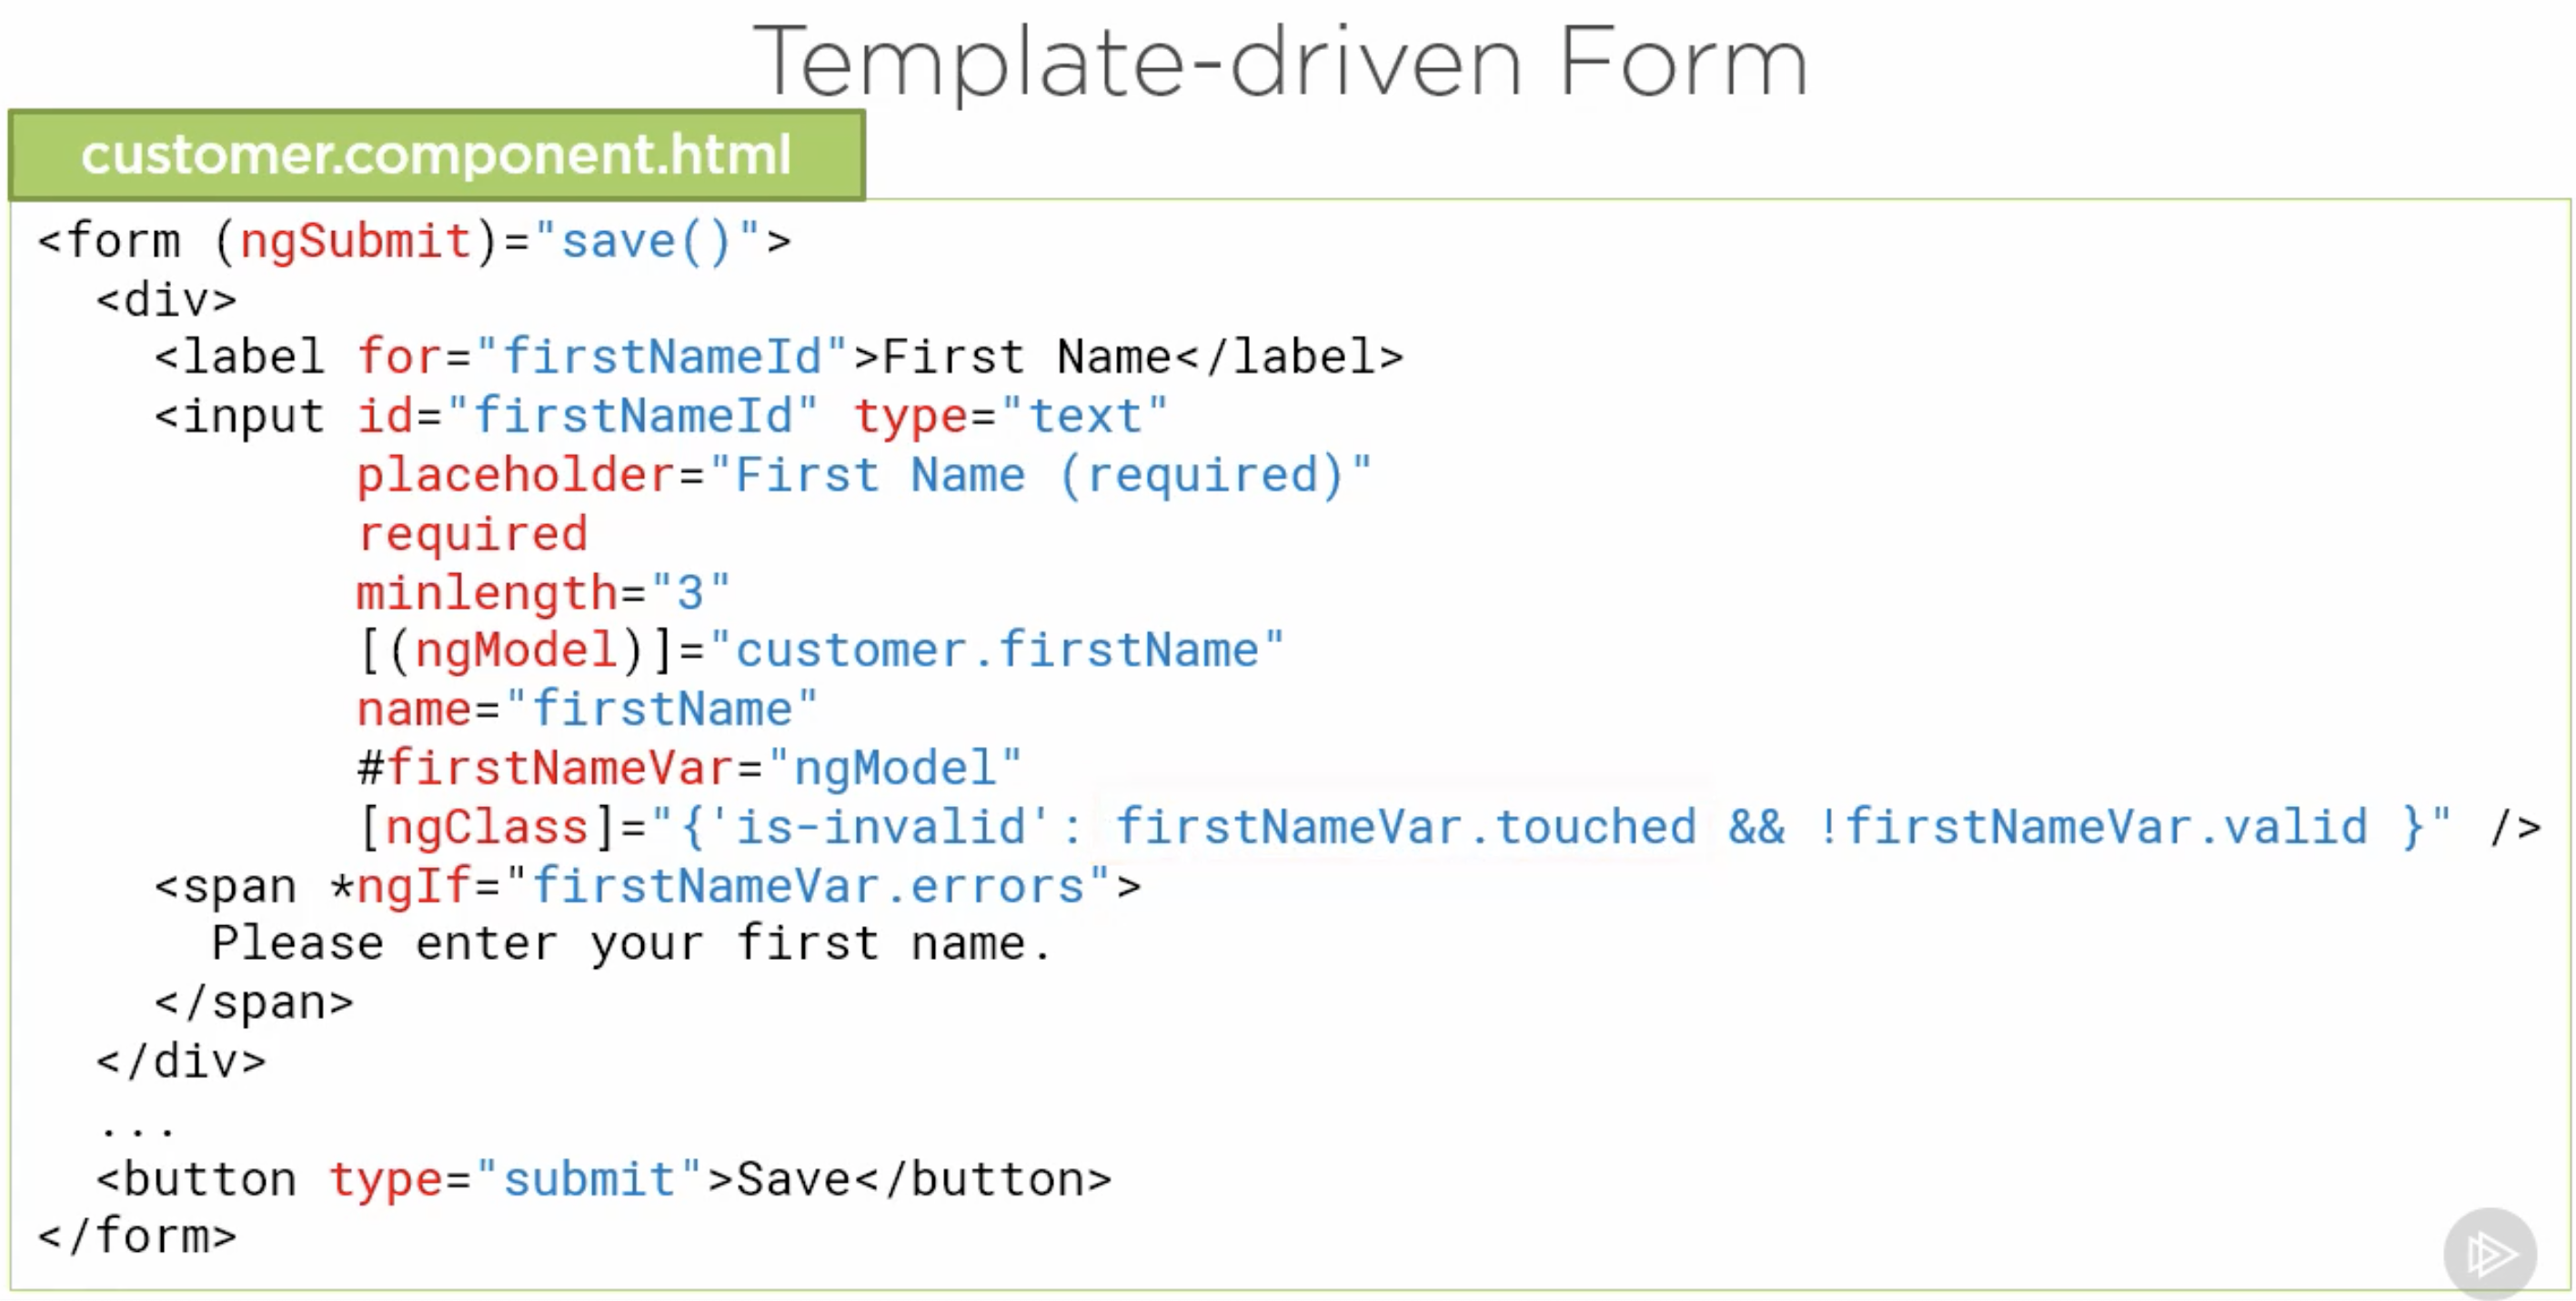 Template-driven Form
customer.component.html
<form (ngSubmit)="save()">
<div>
<label for="firstNameId">First Name</label>
<input id="firstNameId" type="text"
placeholder="First Name (required)"
required
minlength="3"
[(ngModel)]="customer.firstName"
name="firstName"
#firstNameVar="ngModel"
[ngClass]="{'is-invalid': firstNameVar.touched && !firstNameVar.valid }" />
<span *ngIf="firstNameVar.errors">
Please enter your first name.
</span>
</div>
...
<button type="submit">Save</button>
</form>